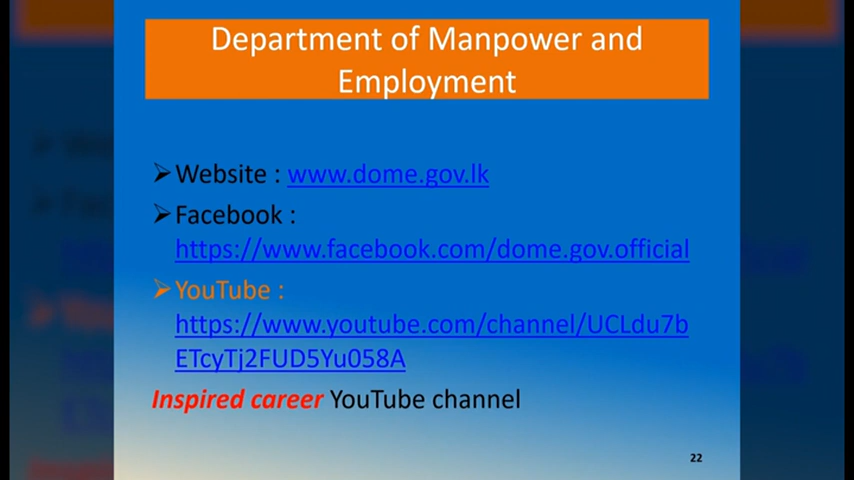 Department of Manpower and
Employment
➢Website : www.dome.gov.lk
➢Facebook :
https://www.facebook.com/dome.gov.official
➢YouTube :
https://www.youtube.com/channel/UCLdu7b
ETcyTj2FUD5Yu058A
Inspired career YouTube channel
22